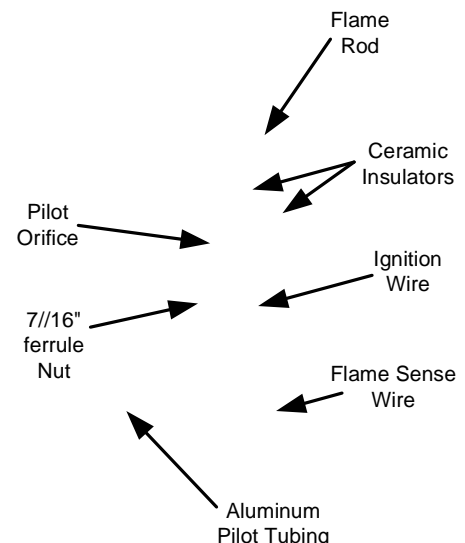 Flame
Rod
Ceramic
Insulators
Pilot
Orifice
Ignition
Wire
7//16"
ferrule
Nut
Flame Sense
Wire
Aluminum
Pilot Tubing